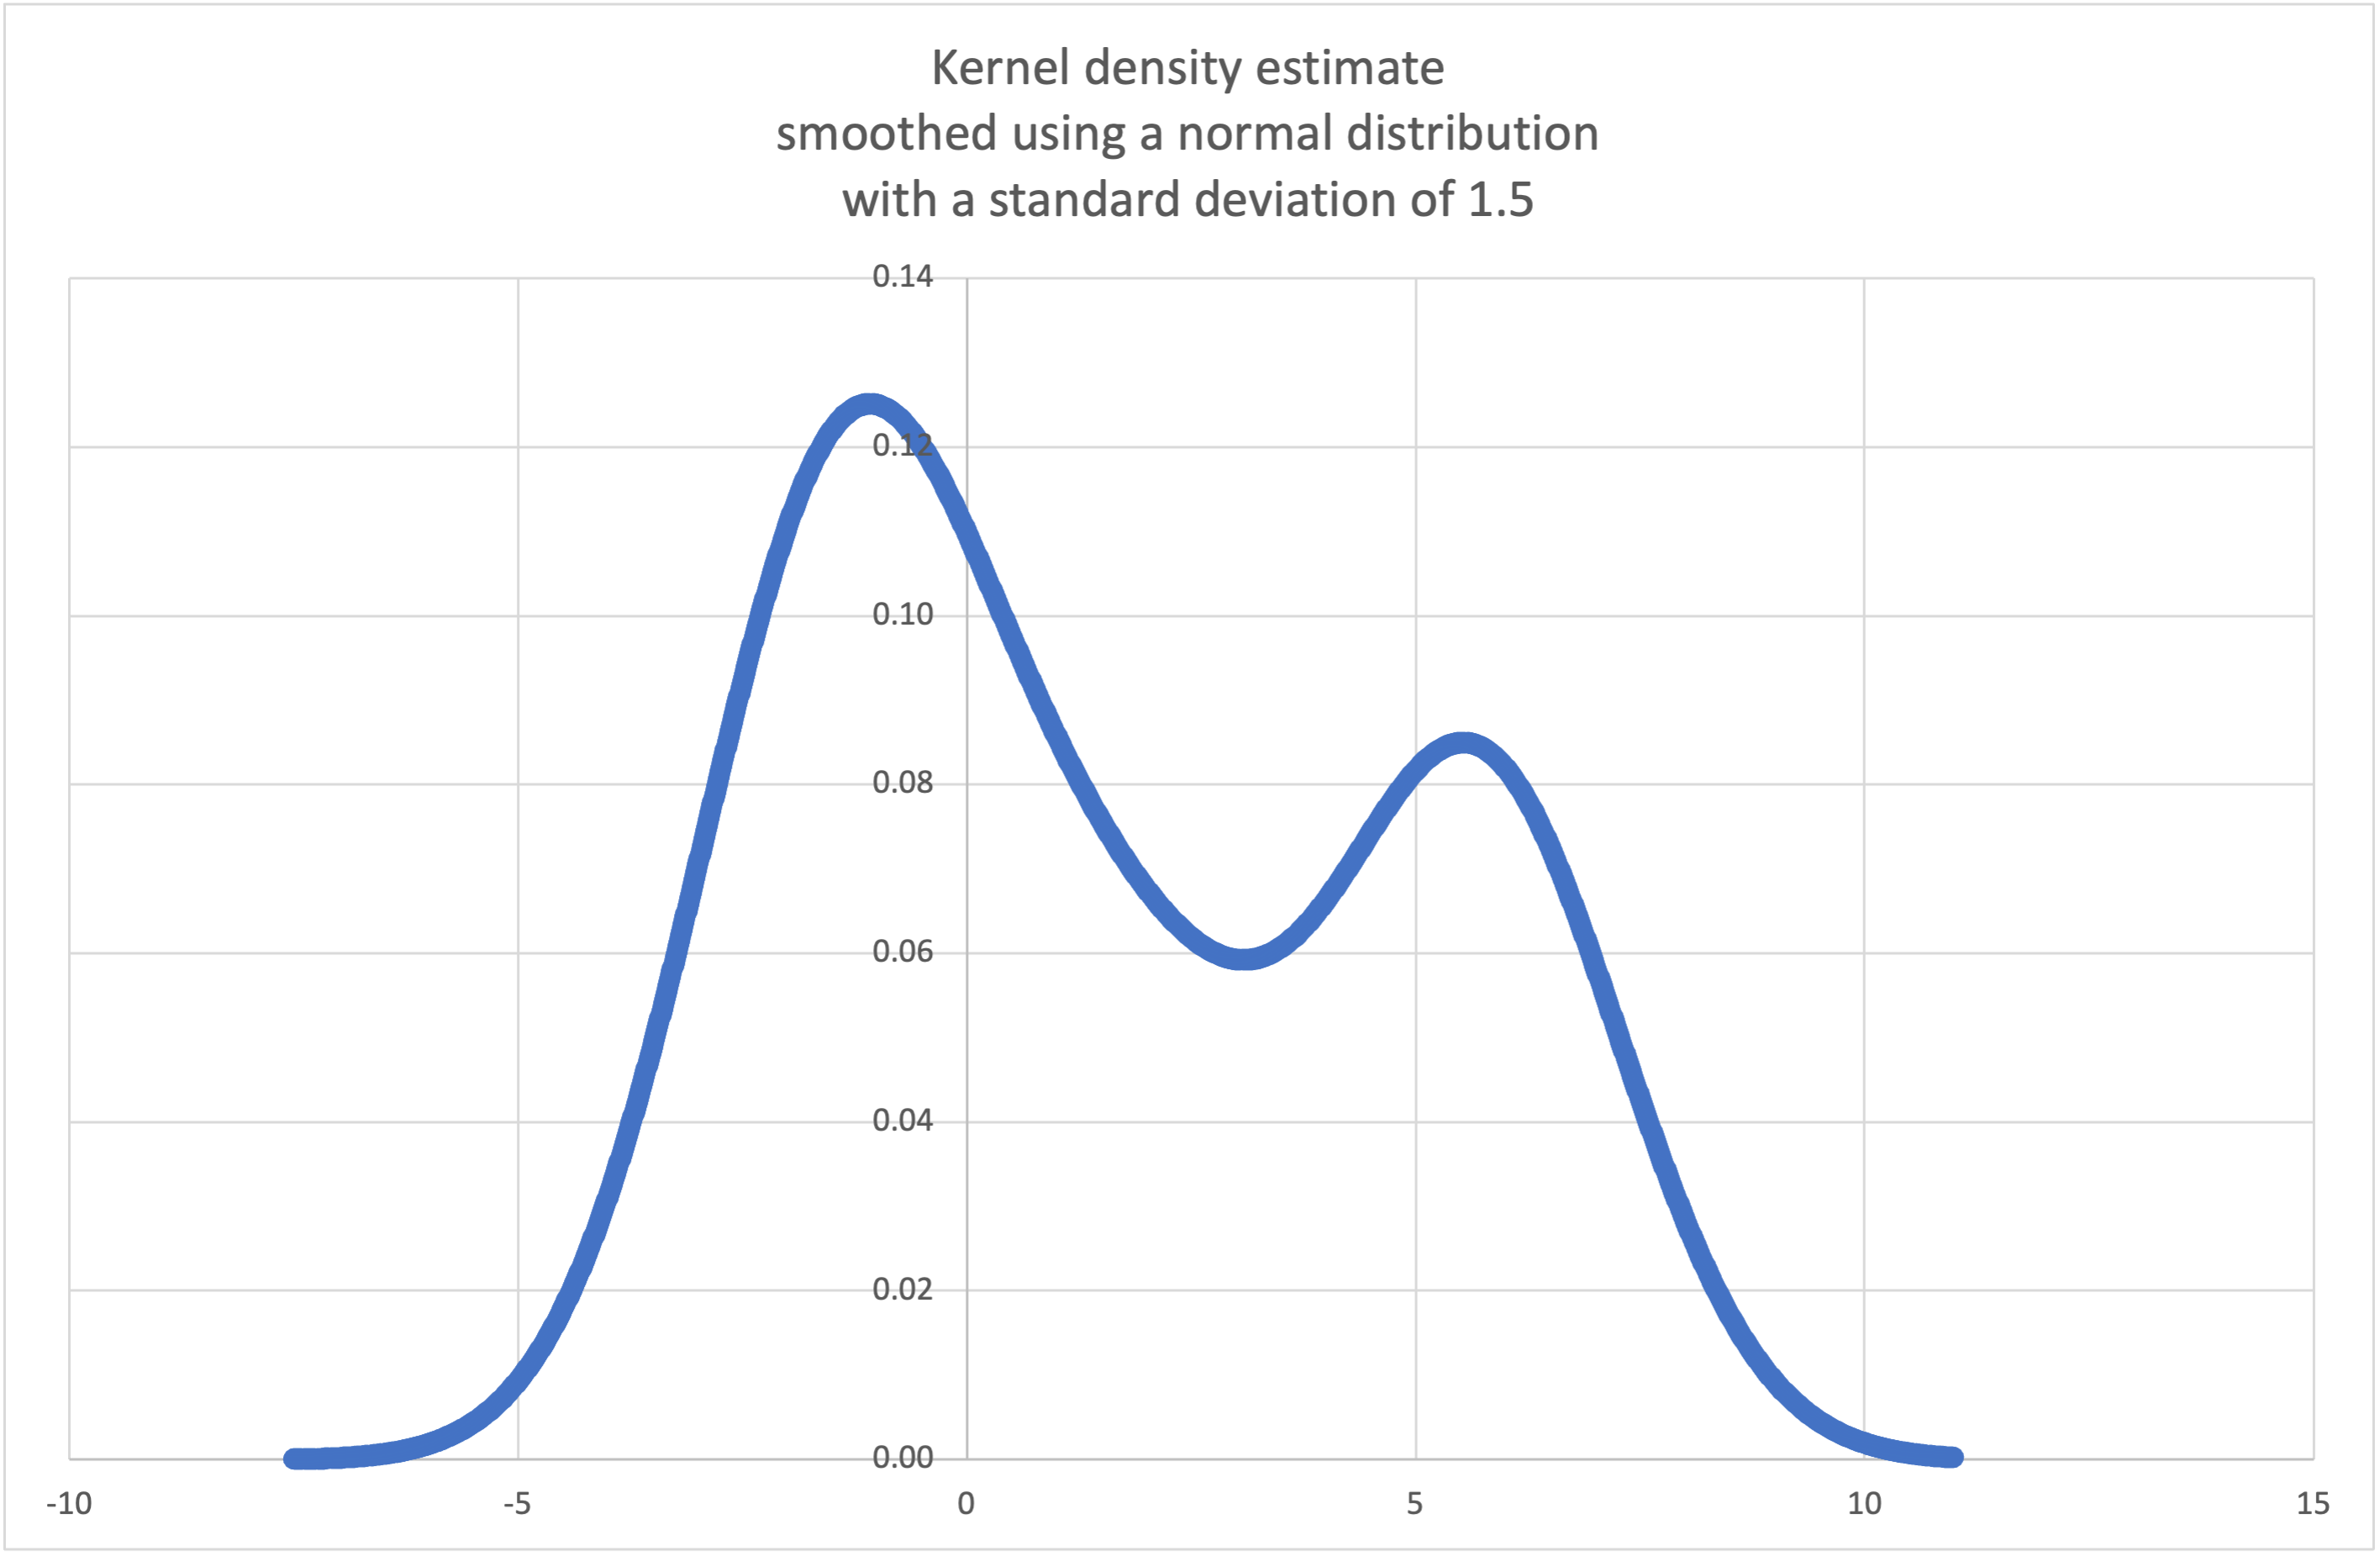 Kernel density estimate
smoothed using a normal distribution
with a standard deviation of 1.5
0.14
0.12
0.10
0.08
0.06
0.04
0.02
0.00
-10 -5 0 5 10 15